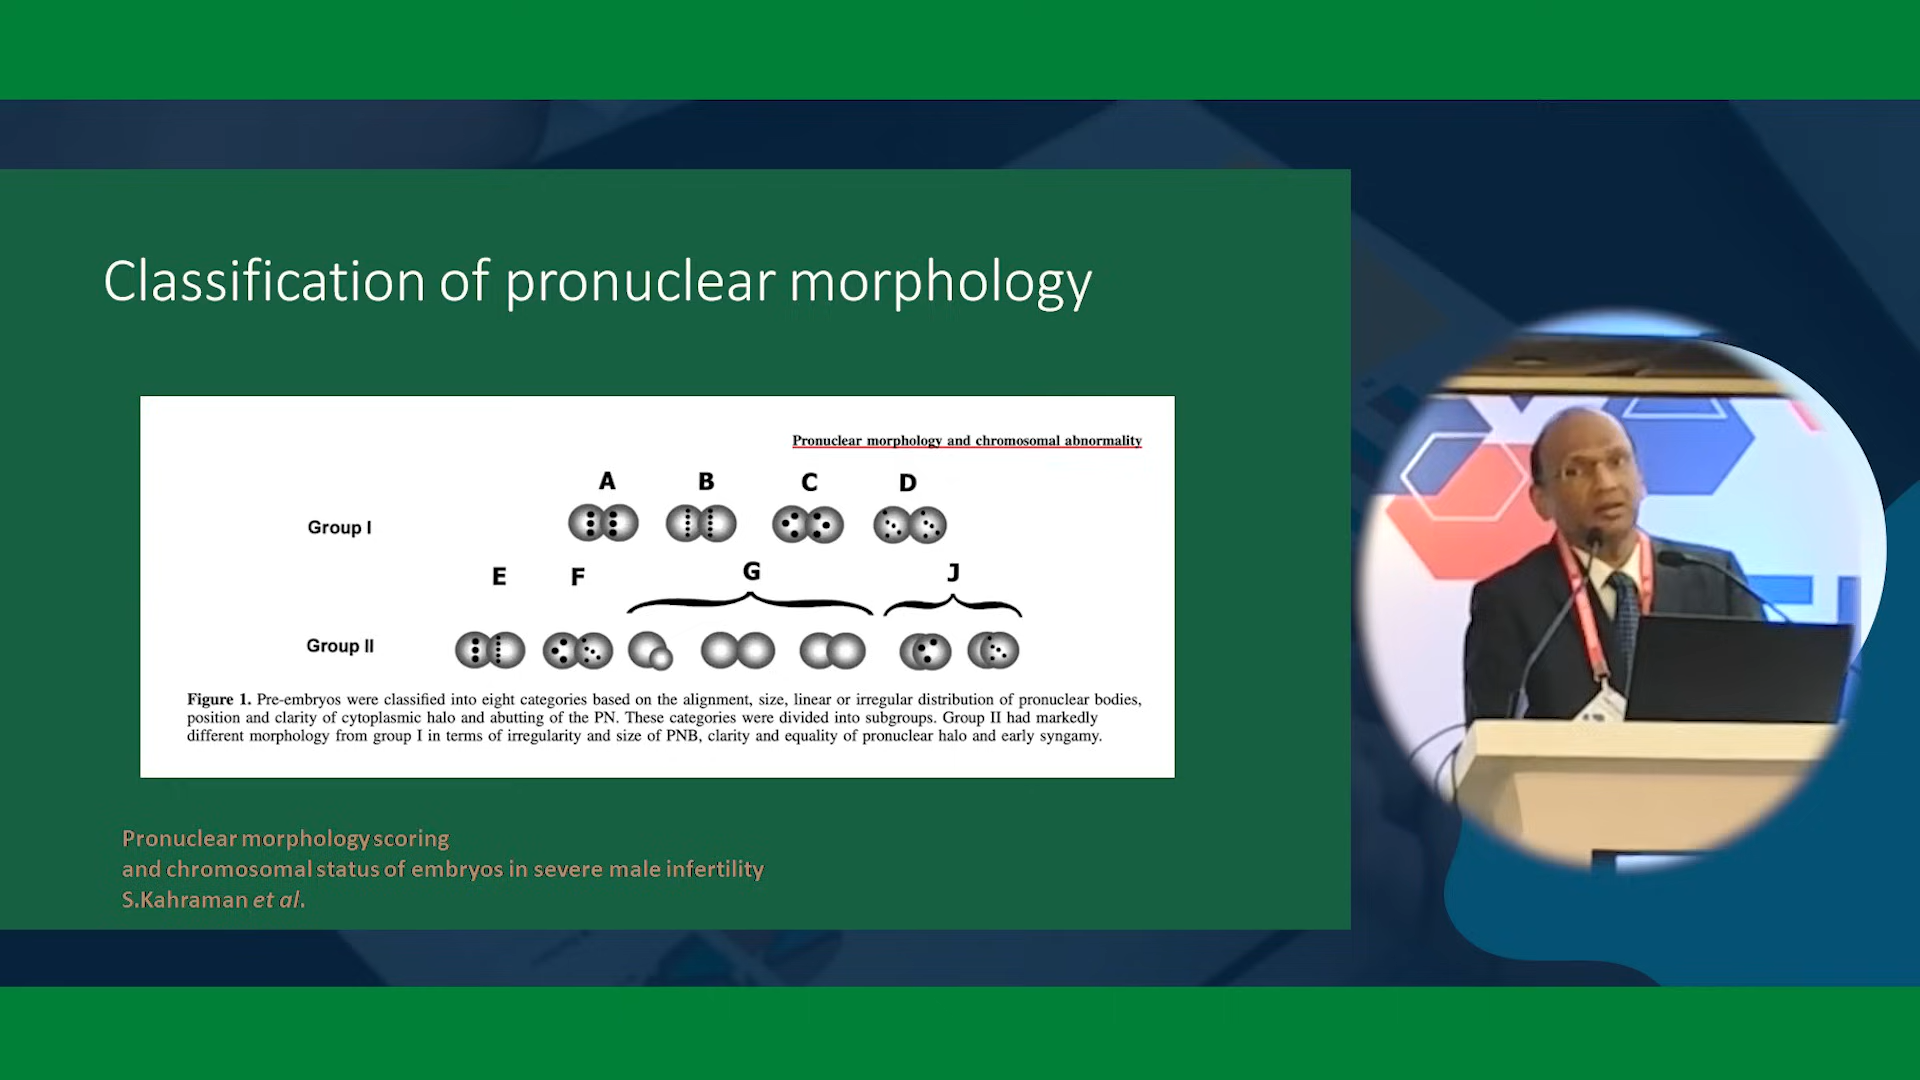 Classification of pronuclear morphology
Pronuclear morphology and chromosomal abnormality
A B C D
Group I
E F G J
Group II
Figure 1. Pre-embryos were classified into eight categories based on the alignment, size, linear or irregular distribution of pronuclear bodies,
position and clarity of cytoplasmic halo and abutting of the PN. These categories were divided into subgroups. Group II had markedly
different morphology from group I in terms of irregularity and size of PNB, clarity and equality of pronuclear halo and early syngamy.
Pronuclear morphology scoring
and chromosomal status of embryos in severe male infertility
S.Kahraman et al.